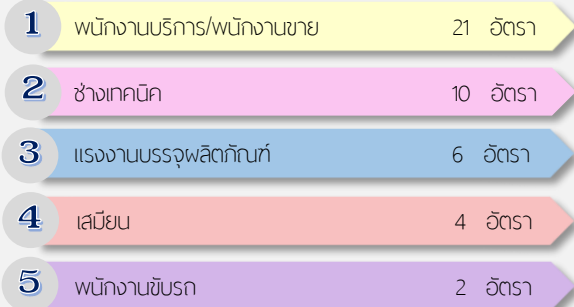 1 พนักงานบริการ/พนักงานขาย 21 อัตรา
2 ช่างเทคนิค 10 อัตรา
3 แรงงานบรรจุผลิตภัณฑ์ 6 อัตรา
4 เสมียน 4 อัตรา
5 พนักงานขับรถ 2 อัตรา